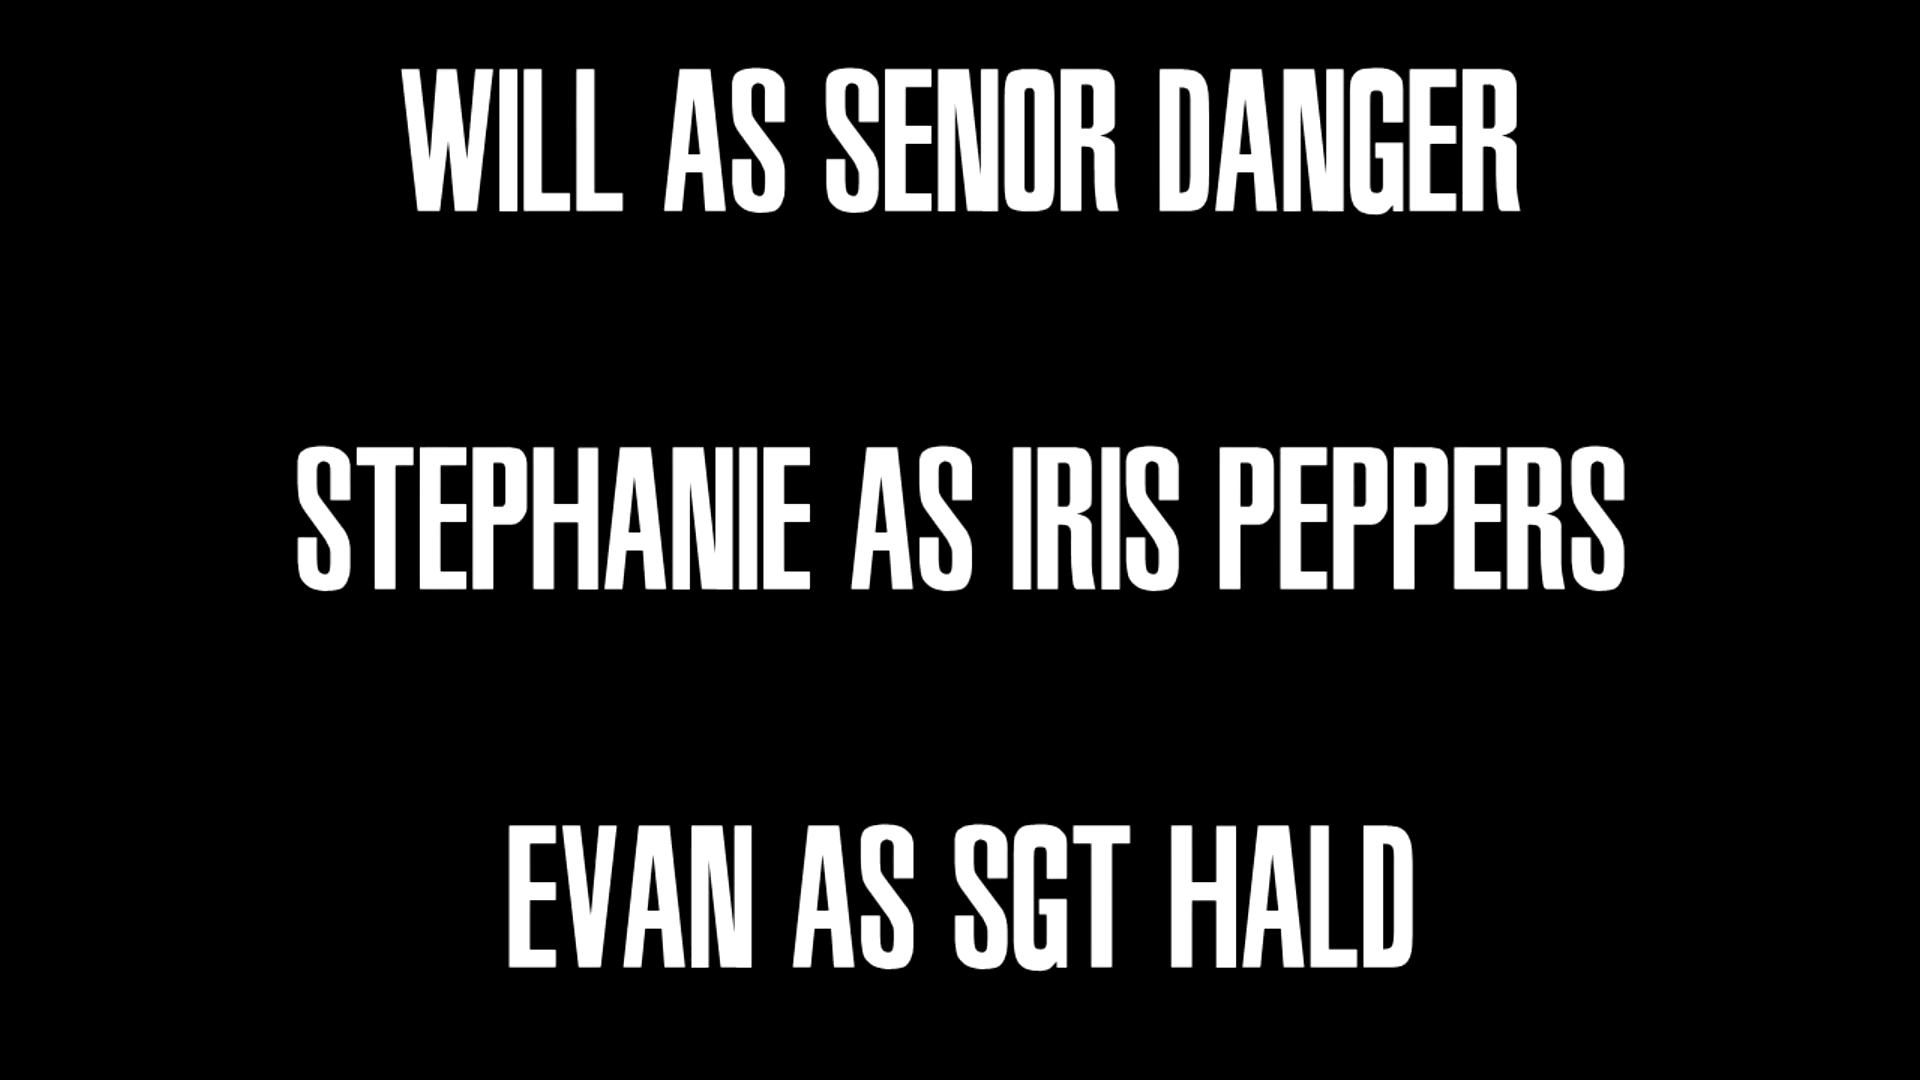 WILL AS SENOR DANGER
STEPHANIE AS IRIS PEPPERS
EVAN AS SGT HALD